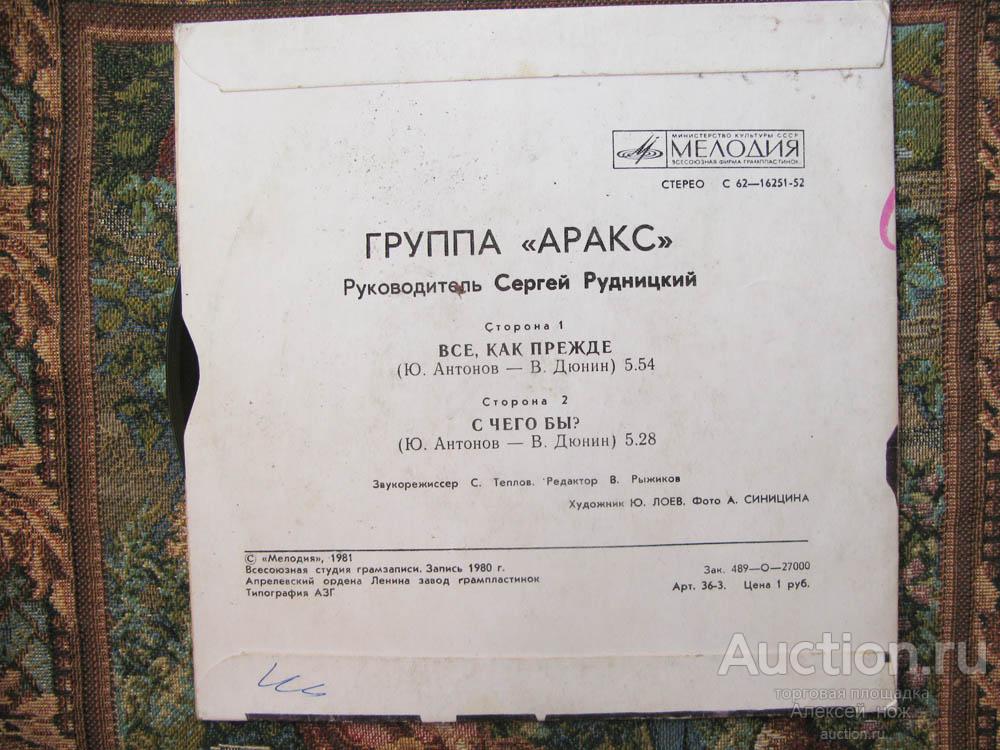 МИНИСТЕРСТВО КУЛЬТУРЫ СССР
МЕЛОДИЯ
ВСЕСОЮЗНАЯ ФИРМА ГРАМПЛАСТИНОК
СТЕРЕО С 62—16251-52
ГРУППА «АРАКС»
Руководитель Сергей Рудницкий
Сторона 1
ВСЕ, КАК ПРЕЖДЕ
(Ю. Антонов — В. Дюнин) 5.54
Сторона 2
С ЧЕГО БЫ?
(Ю. Антонов — В. Дюнин) 5.28
Звукорежиссер С. Теплов. Редактор В. Рыжиков
Художник Ю. ЛОЕВ. Фото А. СИНИЦИНА
© «Мелодия», 1981
Всесоюзная студия грамзаписи. Запись 1980 г.
Апрелевский ордена Ленина завод грампластинок
Типография АЗГ
Зак. 489—О—27000
Арт. 36-3. Цена 1 руб.
Auction.ru
торговая площадка
Алексей_нож
auction.ru